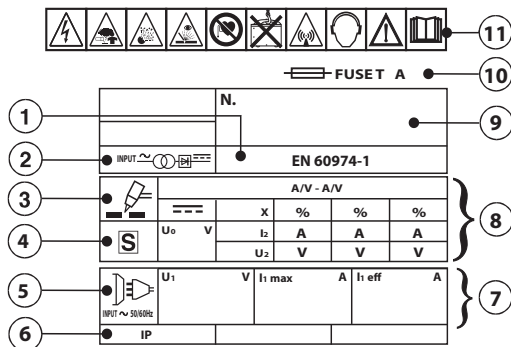 11
FUSE T A 10
N.
1 9
2 INPUT ~ EN 60974-1
3 A/V - A/V
X % % %
8
4 S U₀ V I₂ A A A
U₂ V V V
5 U₁ V I₁ max A I₁ eff A
7
INPUT ~ 50/60Hz
6 IP